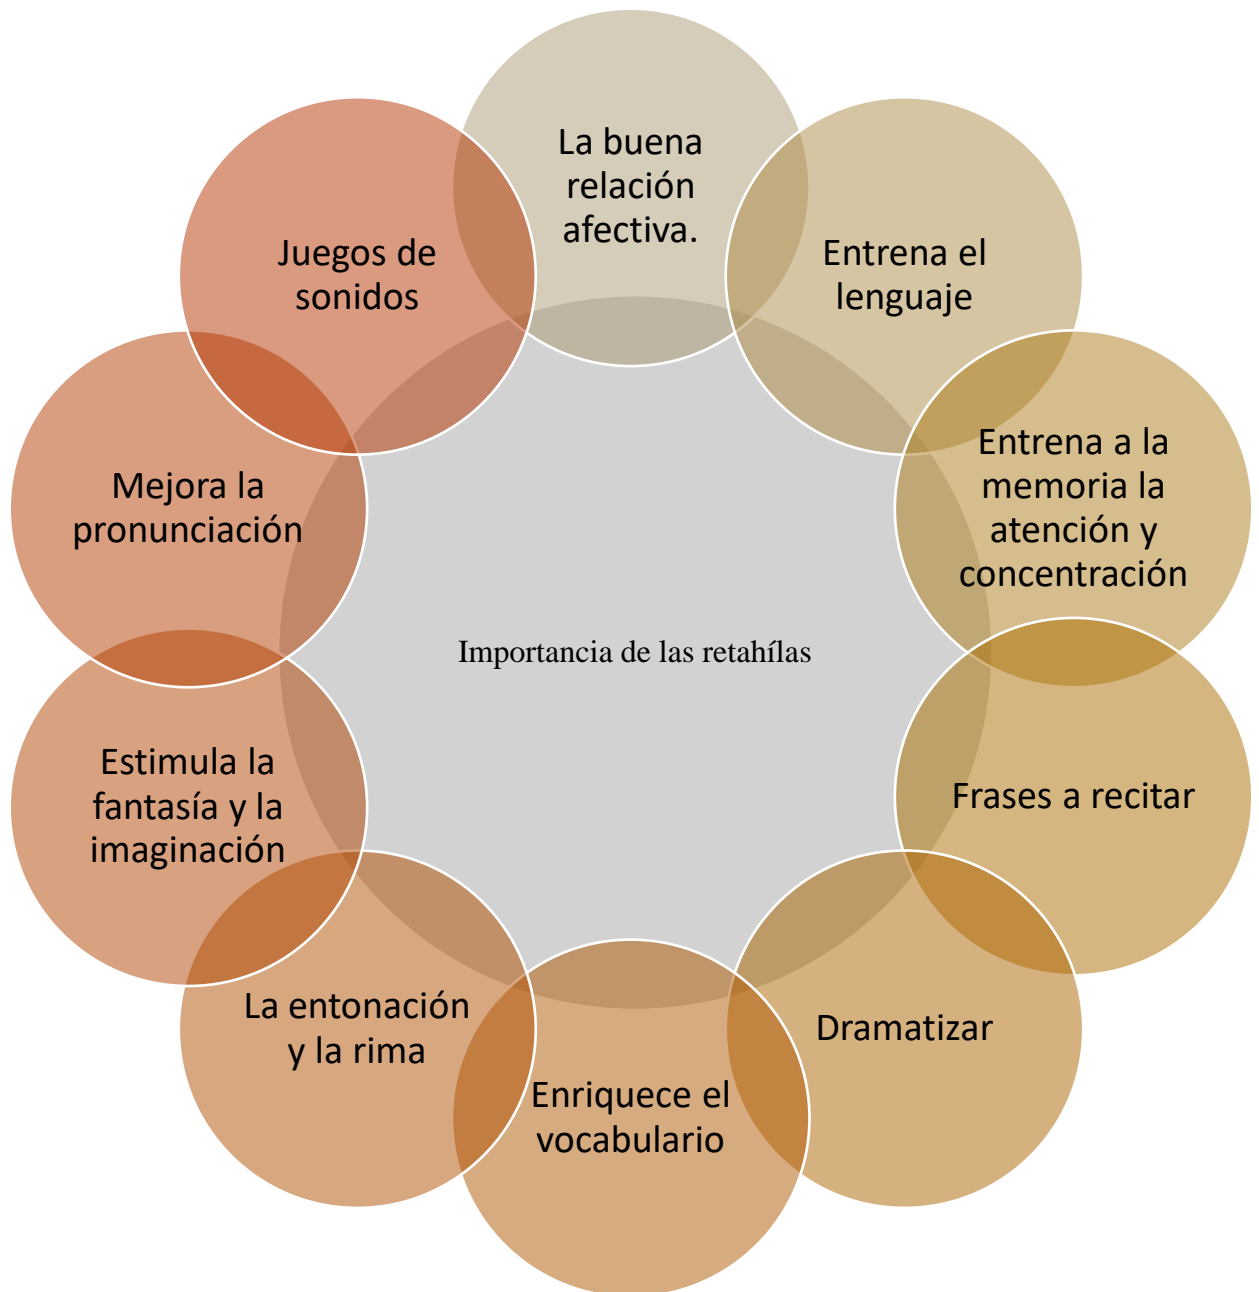 La buena
relación
afectiva.
Entrena el
lenguaje
Entrena a la
memoria la
atención y
concentración
Frases a recitar
Dramatizar
Enriquece el
vocabulario
La entonación
y la rima
Estimula la
fantasía y la
imaginación
Mejora la
pronunciación
Juegos de
sonidos
Importancia de las retahílas